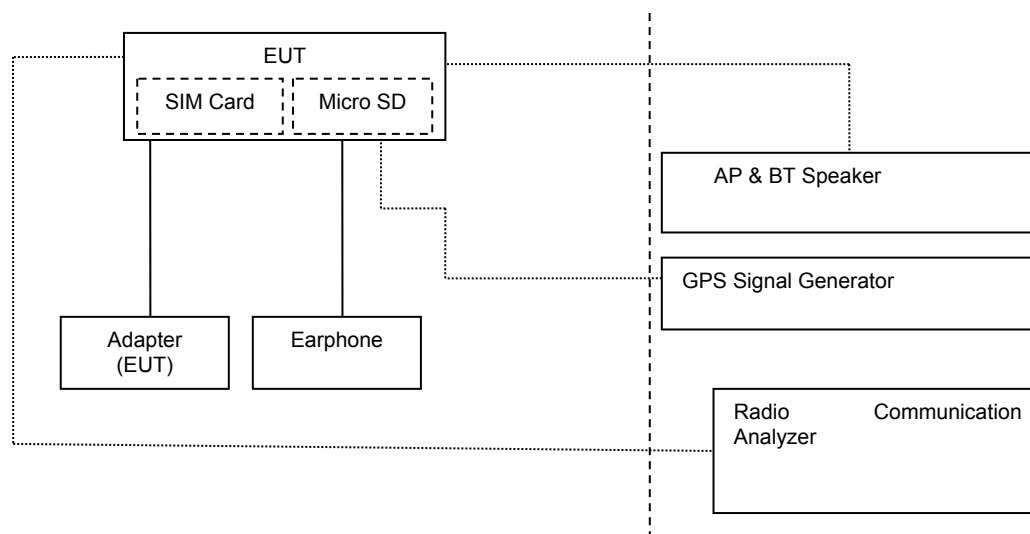 EUT
SIM Card
Micro SD
AP & BT Speaker
GPS Signal Generator
Adapter
(EUT)
Earphone
Radio Communication
Analyzer